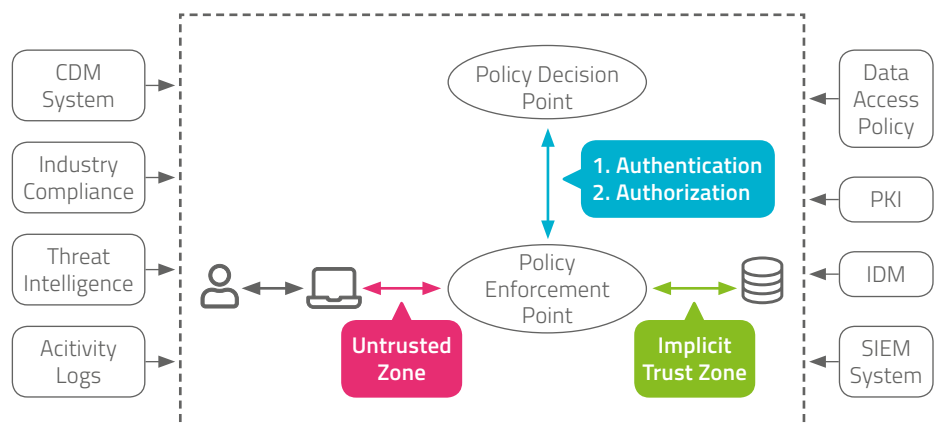 CDM
System
Industry
Compliance
Threat
Intelligence
Acitivity
Logs
Policy Decision
Point
1. Authentication
2. Authorization
Policy
Enforcement
Point
Untrusted
Zone
Implicit
Trust Zone
Data
Access
Policy
PKI
IDM
SIEM
System